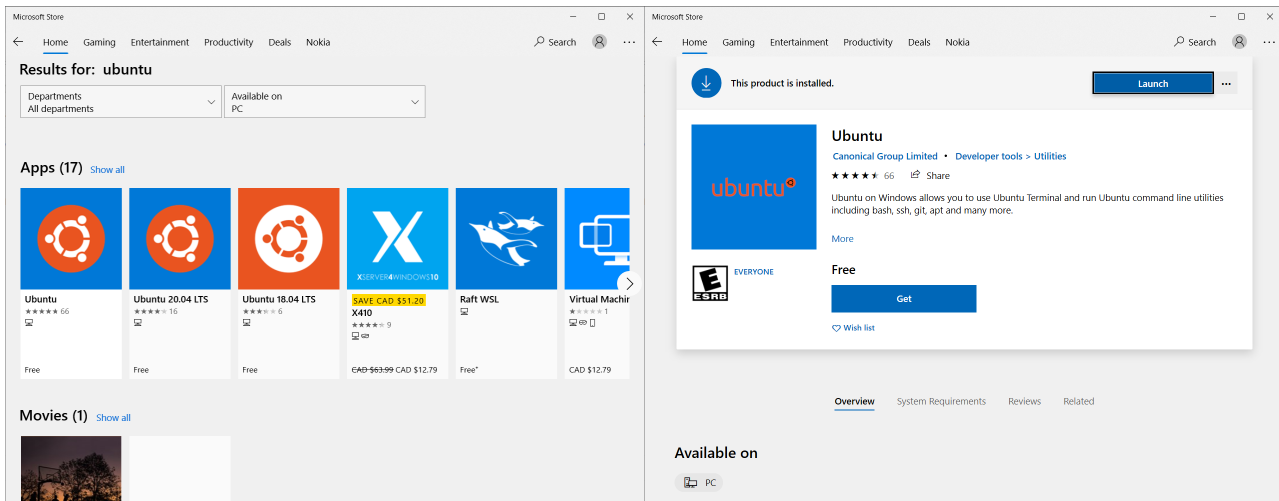 Microsoft Store
Home Gaming Entertainment Productivity Deals Nokia Search
Results for: ubuntu
Departments
All departments
Available on
PC
Apps (17) Show all
XSERVER4WINDOWS10
Ubuntu
66
Free
Ubuntu 20.04 LTS
16
Free
Ubuntu 18.04 LTS
6
Free
SAVE CAD $51.20
X410
9
CAD $63.99 CAD $12.79
Raft WSL
Free+
Virtual Machin
1
CAD $12.79
Movies (1) Show all
Microsoft Store
Home Gaming Entertainment Productivity Deals Nokia Search
This product is installed.
Launch
ubuntu
Ubuntu
Canonical Group Limited • Developer tools > Utilities
66 Share
Ubuntu on Windows allows you to use Ubuntu Terminal and run Ubuntu command line utilities
including bash, ssh, git, apt and many more.
More
E
ESRB
EVERYONE
Free
Get
Wish list
Overview System Requirements Reviews Related
Available on
PC